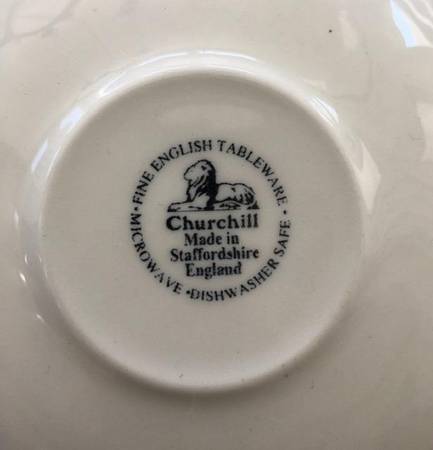 • FINE ENGLISH TABLEWARE •
Churchill
Made in
Staffordshire
England
MICROWAVE • DISHWASHER SAFE